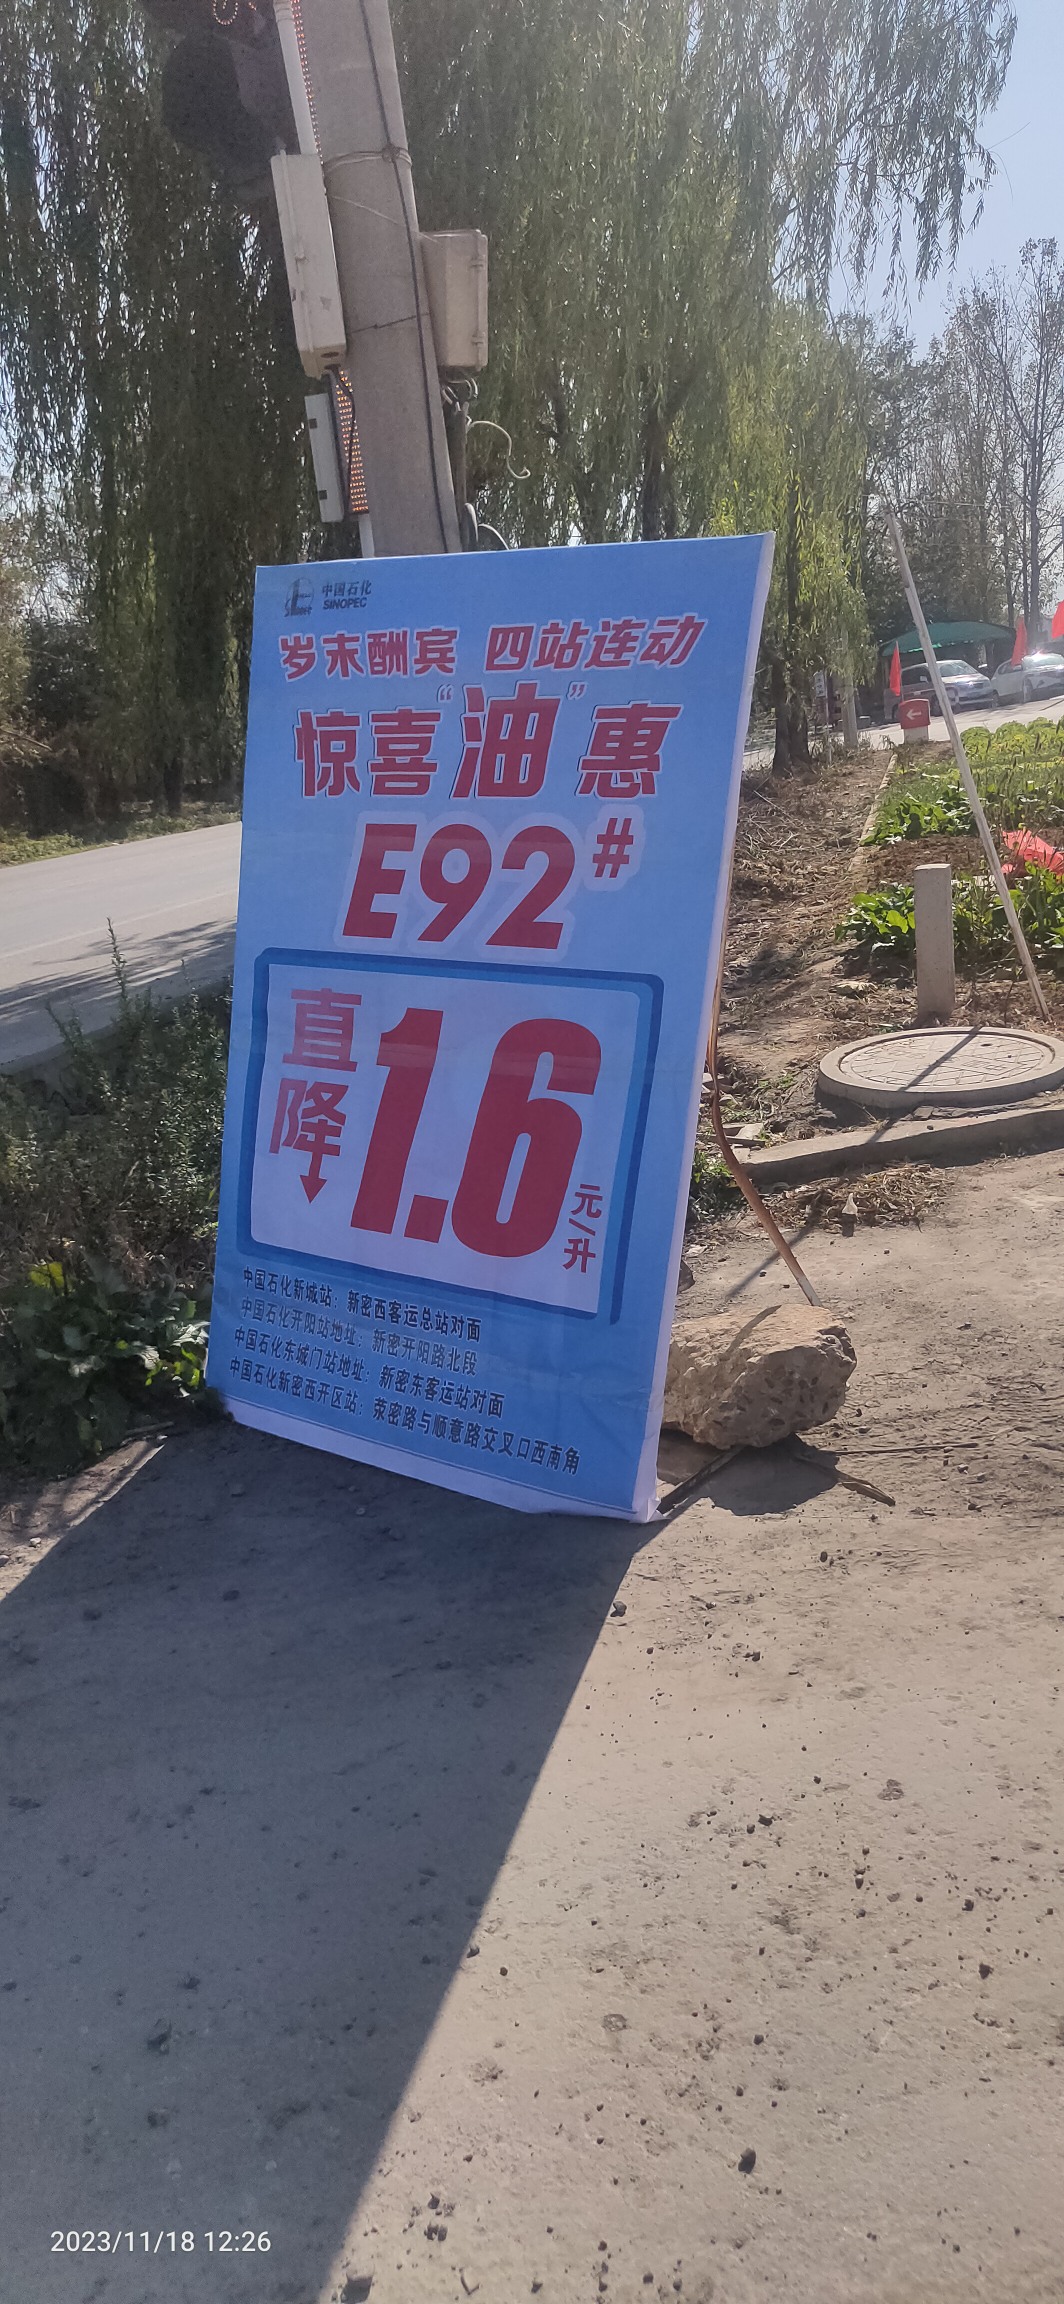 中国石化
SINOPEC
岁末酬宾 四站连动
惊喜“油”惠
E92#
直降
1.6
元/升
中国石化新城站：新密西客运总站对面
中国石化开阳站地址：新密开阳路北段
中国石化东城门站地址：新密东客运站对面
中国石化新密西开区站：荥密路与顺意路交叉口西南角
2023/11/18 12:26